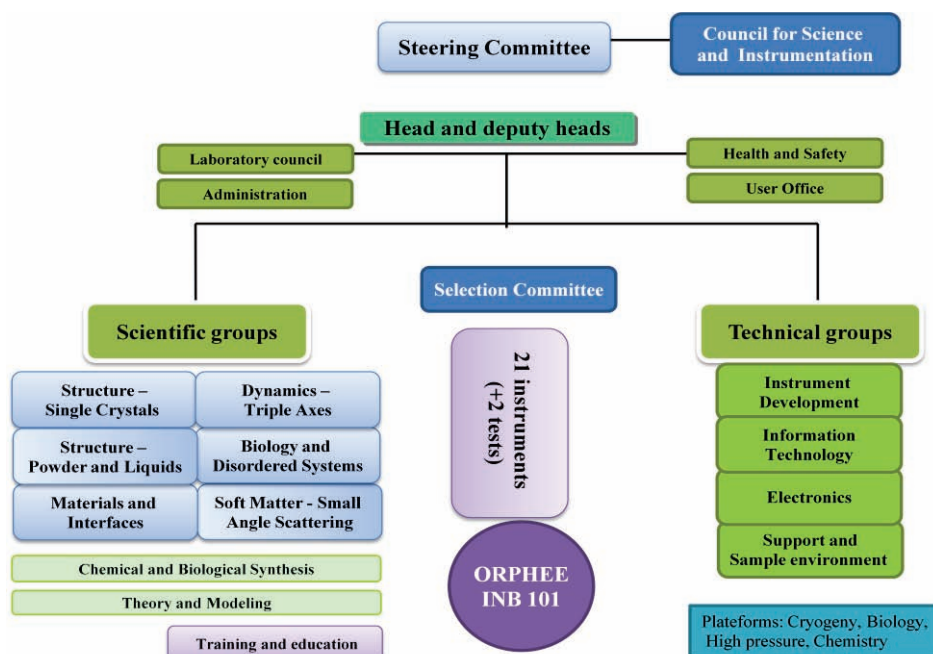 Steering Committee
Council for Science
and Instrumentation
Head and deputy heads
Laboratory council
Administration
Health and Safety
User Office
Selection Committee
Scientific groups
Structure –
Single Crystals
Dynamics –
Triple Axes
Structure –
Powder and Liquids
Biology and
Disordered Systems
Materials and
Interfaces
Soft Matter - Small
Angle Scattering
Chemical and Biological Synthesis
Theory and Modeling
Training and education
21 instruments
(+2 tests)
ORPHEE
INB 101
Technical groups
Instrument
Development
Information
Technology
Electronics
Support and
Sample environment
Plateforms: Cryogeny, Biology,
High pressure, Chemistry